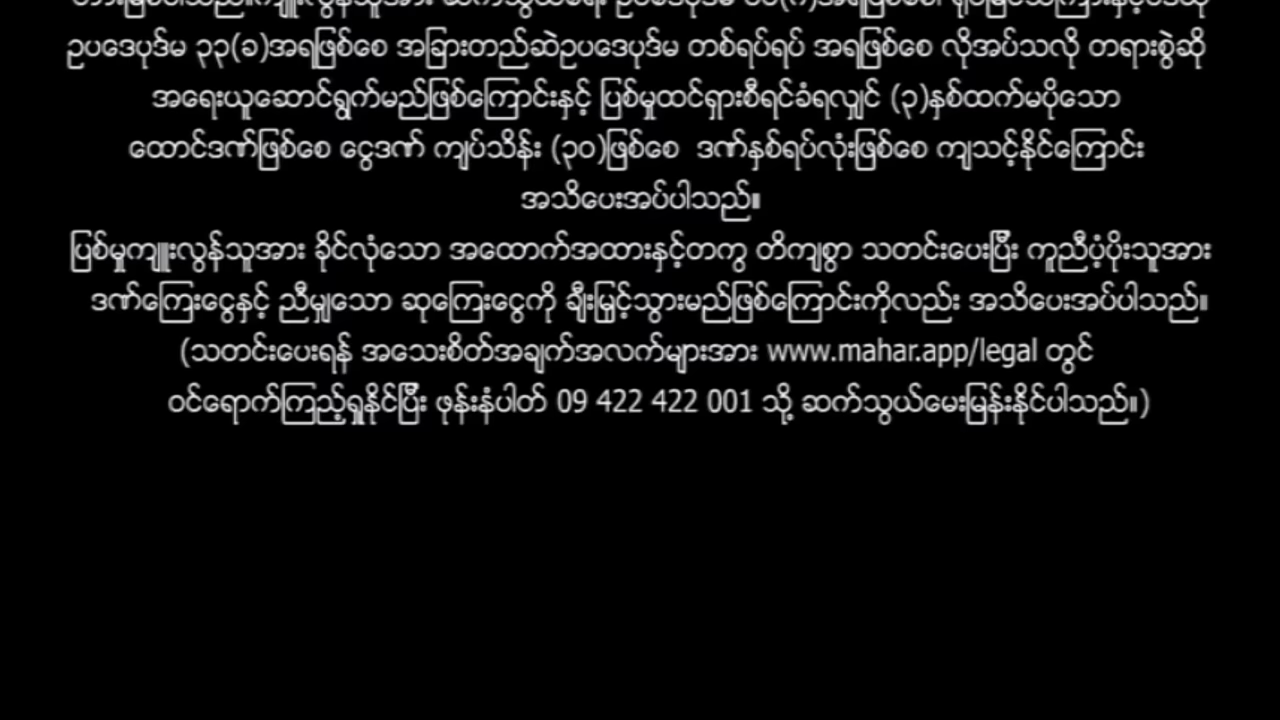 ဥပဒေပုဒ်မ ၃၃(ခ)အရဖြစ်စေ အခြားတည်ဆဲဥပဒေပုဒ်မ တစ်ရပ်ရပ် အရဖြစ်စေ လိုအပ်သလို တရားစွဲဆို
အရေးယူဆောင်ရွက်မည်ဖြစ်ကြောင်းနှင့် ပြစ်မှုထင်ရှားစီရင်ခံရလျှင် (၃)နှစ်ထက်မပိုသော
ထောင်ဒဏ်ဖြစ်စေ ငွေဒဏ် ကျပ်သိန်း (၃၀)ဖြစ်စေ ဒဏ်နှစ်ရပ်လုံးဖြစ်စေ ကျသင့်နိုင်ကြောင်း
အသိပေးအပ်ပါသည်။
ပြစ်မှုကျူးလွန်သူအား ခိုင်လုံသော အထောက်အထားနှင့်တကွ တိကျစွာ သတင်းပေးပြီး ကူညီပံ့ပိုးသူအား
ဒဏ်ကြေးငွေနှင့် ညီမျှသော ဆုကြေးငွေကို ချီးမြှင့်သွားမည်ဖြစ်ကြောင်းကိုလည်း အသိပေးအပ်ပါသည်။
(သတင်းပေးရန် အသေးစိတ်အချက်အလက်များအား www.mahar.app/legal တွင်
ဝင်ရောက်ကြည့်ရှုနိုင်ပြီး ဖုန်းနံပါတ် 09 422 422 001 သို့ ဆက်သွယ်မေးမြန်းနိုင်ပါသည်။)